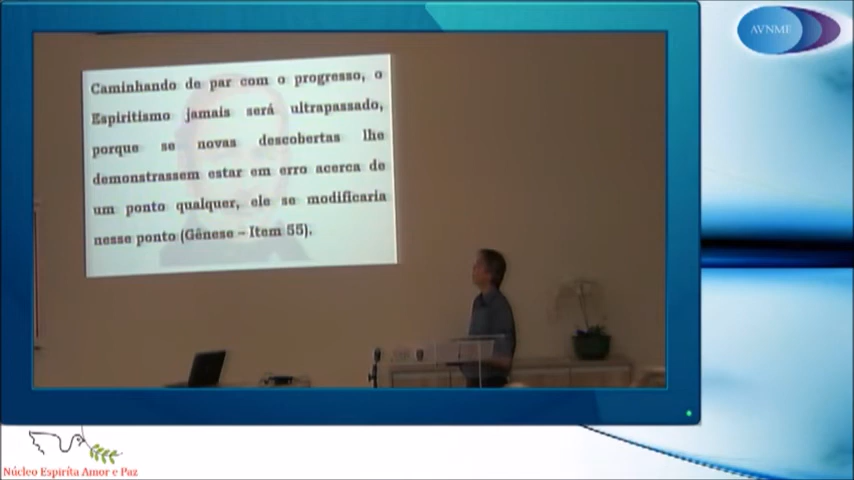 AVNME
Caminhando de par com o progresso, o
Espiritismo jamais será ultrapassado,
porque se novas descobertas lhe
demonstrassem estar em erro acerca de
um ponto qualquer, ele se modificaria
nesse ponto (Gênese – Item 55).
Núcleo Espírita Amor e Paz